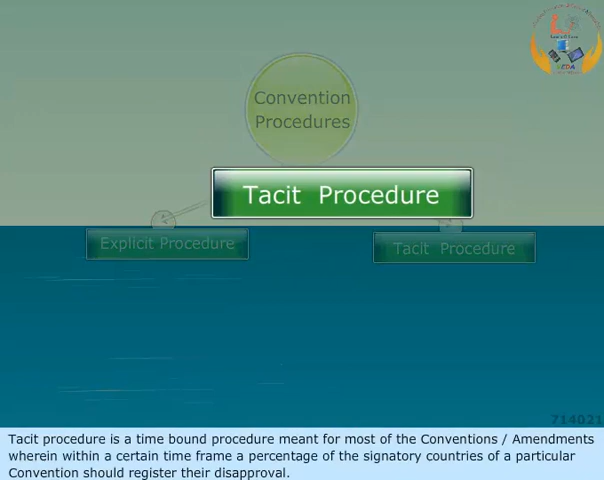 Convention
Procedures
Tacit Procedure
Explicit Procedure
Tacit Procedure
714021
Tacit procedure is a time bound procedure meant for most of the Conventions / Amendments
wherein within a certain time frame a percentage of the signatory countries of a particular
Convention should register their disapproval.